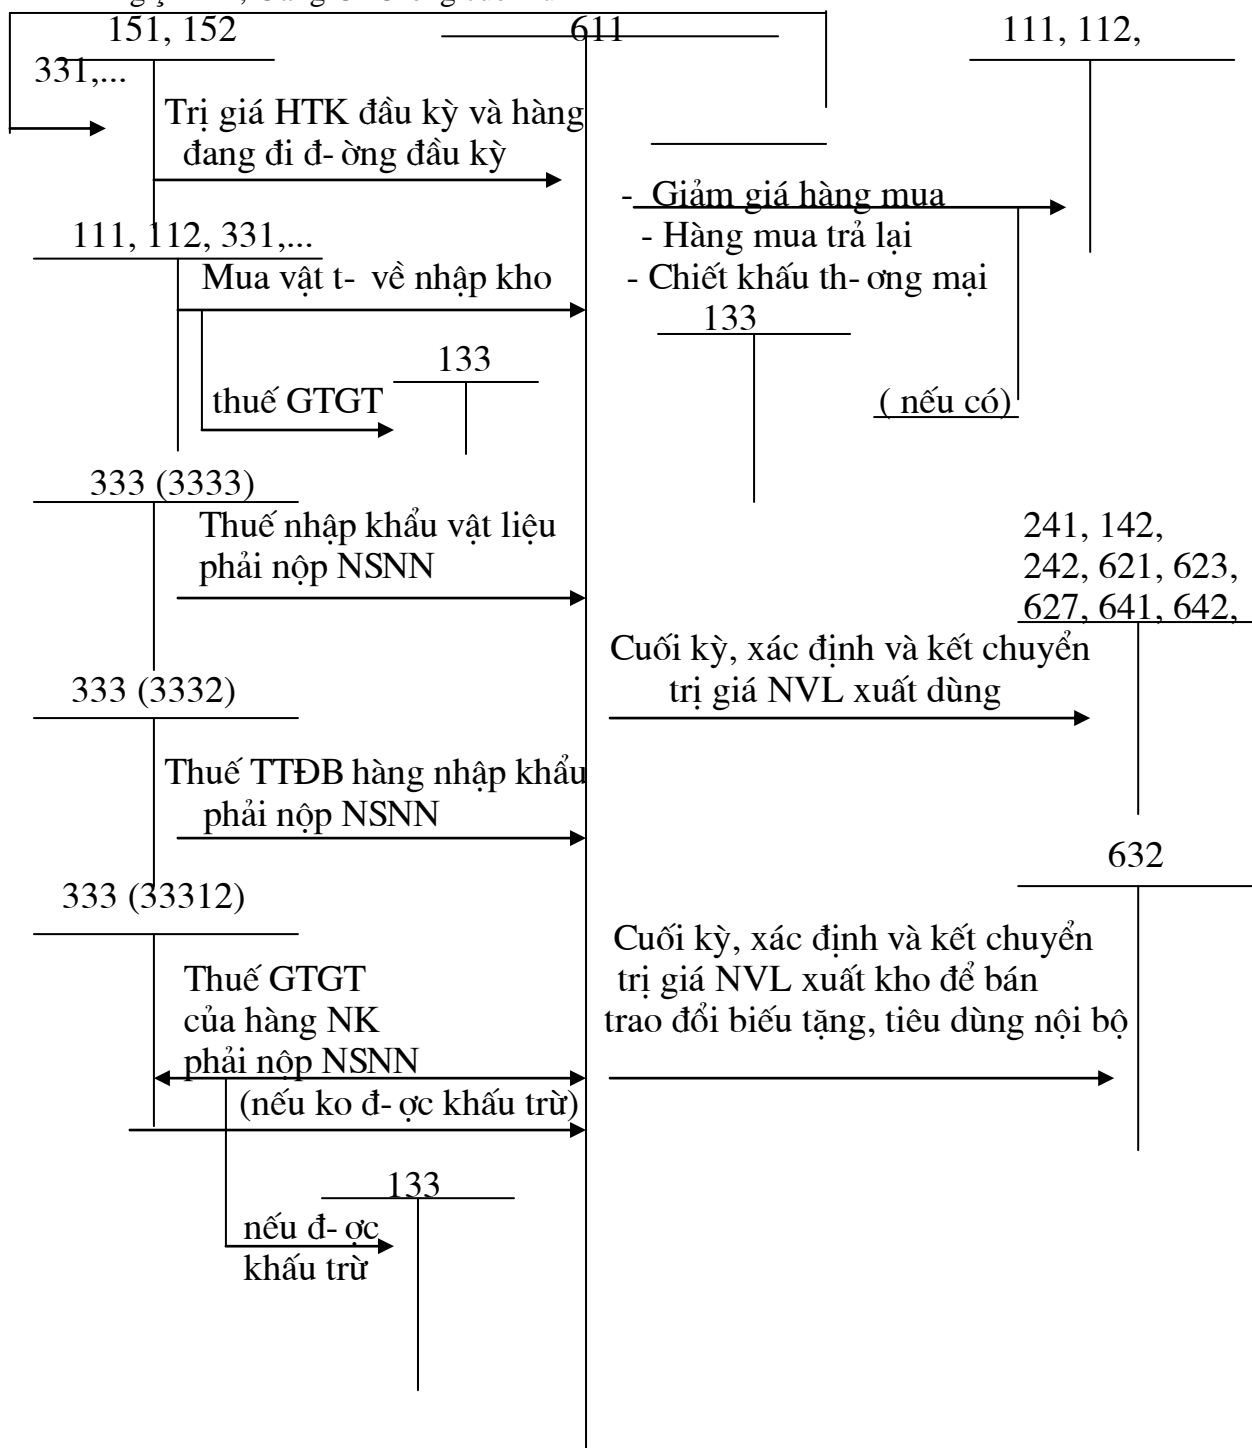 151, 152
611
111, 112,
331,...
Trị giá HTK đầu kỳ và hàng
đang đi đ- ờng đầu kỳ
- Giảm giá hàng mua
- Hàng mua trả lại
- Chiết khấu th- ơng mại
111, 112, 331,...
Mua vật t- về nhập kho
133
133
thuế GTGT
( nếu có)
333 (3333)
Thuế nhập khẩu vật liệu
phải nộp NSNN
241, 142,
242, 621, 623,
627, 641, 642,
Cuối kỳ, xác định và kết chuyển
trị giá NVL xuất dùng
333 (3332)
Thuế TTĐB hàng nhập khẩu
phải nộp NSNN
632
333 (33312)
Cuối kỳ, xác định và kết chuyển
trị giá NVL xuất kho để bán
trao đổi biếu tặng, tiêu dùng nội bộ
Thuế GTGT
của hàng NK
phải nộp NSNN
(nếu ko đ- ợc khấu trừ)
133
nếu đ- ợc
khấu trừ